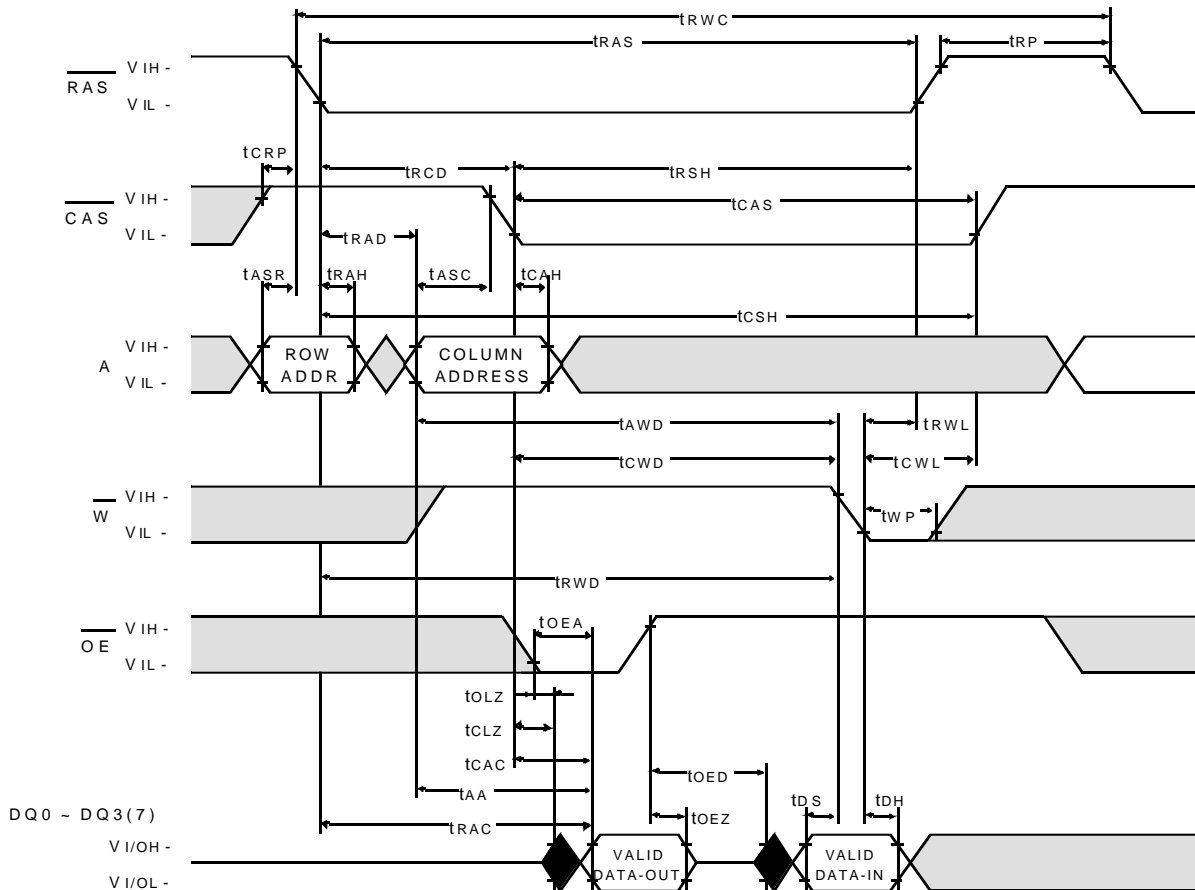 tRWC
tRAS
tRP
RAS
VIH -
VIL -
tCRP
tRCD
tRSH
CAS
VIH -
VIL -
tCAS
tRAD
tASR
tRAH
tASC
tCAH
tCSH
A
VIH -
VIL -
ROW
ADDR
COLUMN
ADDRESS
tAWD
tRWL
tCWD
tCWL
W
VIH -
VIL -
tWP
tRWD
OE
VIH -
VIL -
tOEA
tOLZ
tCLZ
tCAC
tOED
tAA
tDS
tDH
DQ0 ~ DQ3(7)
tRAC
tOEZ
VI/OH -
VI/OL -
VALID
DATA-OUT
VALID
DATA-IN